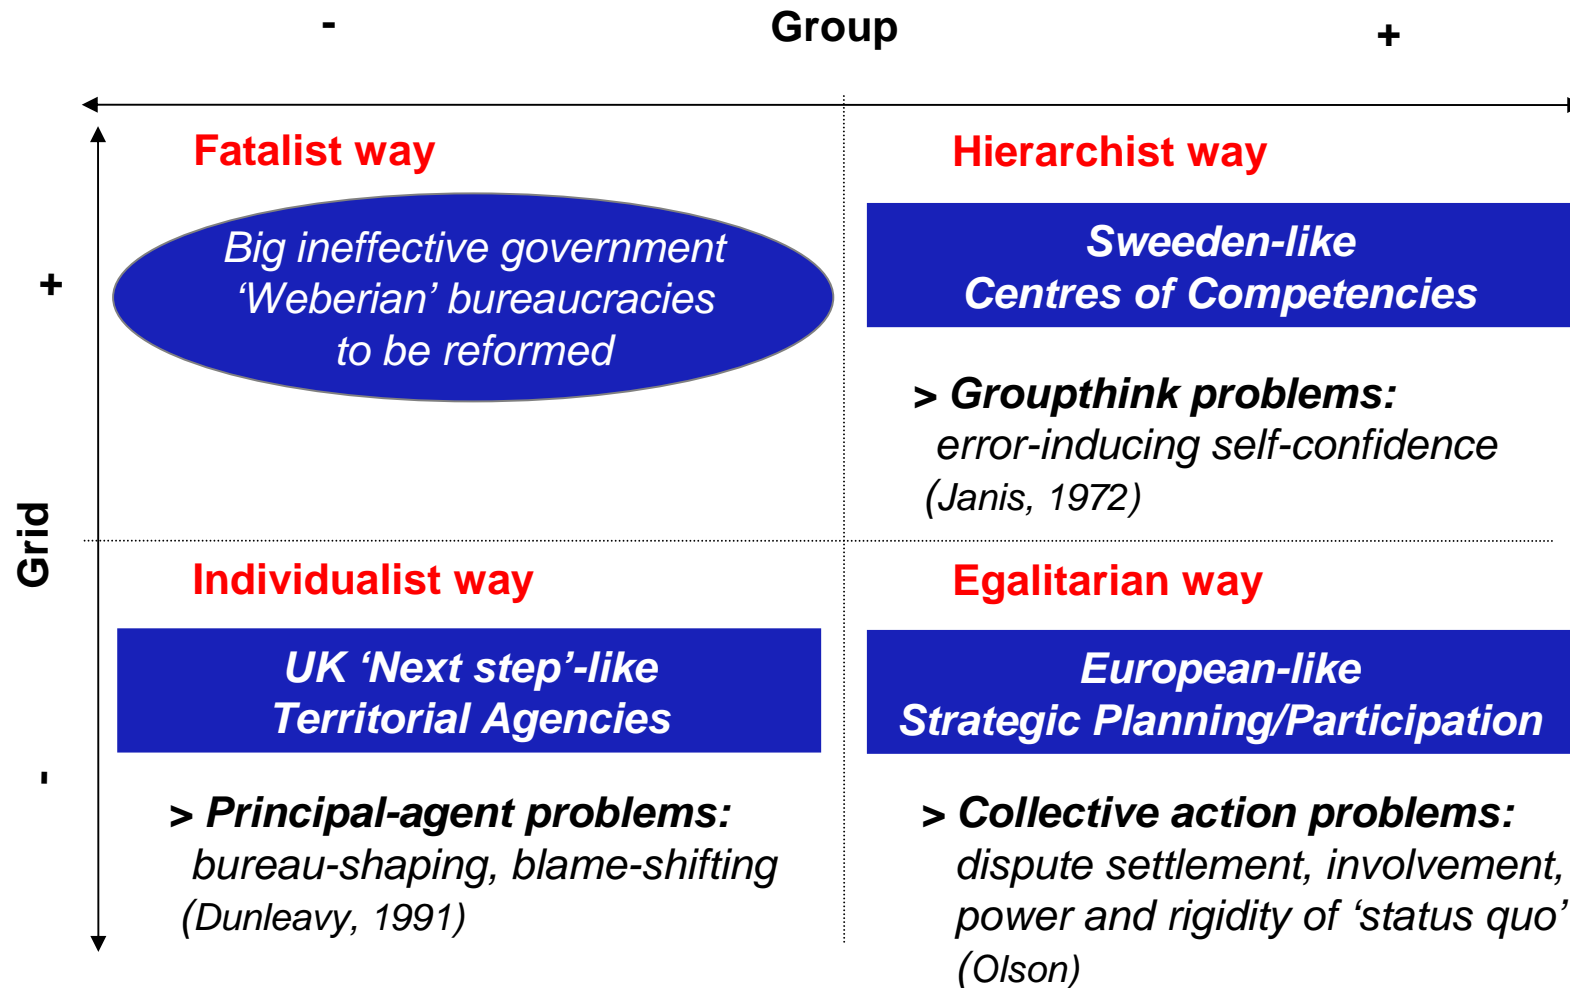 - Group +
Fatalist way
Big ineffective government
‘Weberian’ bureaucracies
to be reformed
Hierarchist way
Sweeden-like
Centres of Competencies
> Groupthink problems:
error-inducing self-confidence
(Janis, 1972)
+
Grid
-
Individualist way
UK ‘Next step’-like
Territorial Agencies
> Principal-agent problems:
bureau-shaping, blame-shifting
(Dunleavy, 1991)
Egalitarian way
European-like
Strategic Planning/Participation
> Collective action problems:
dispute settlement, involvement,
power and rigidity of ‘status quo’
(Olson)